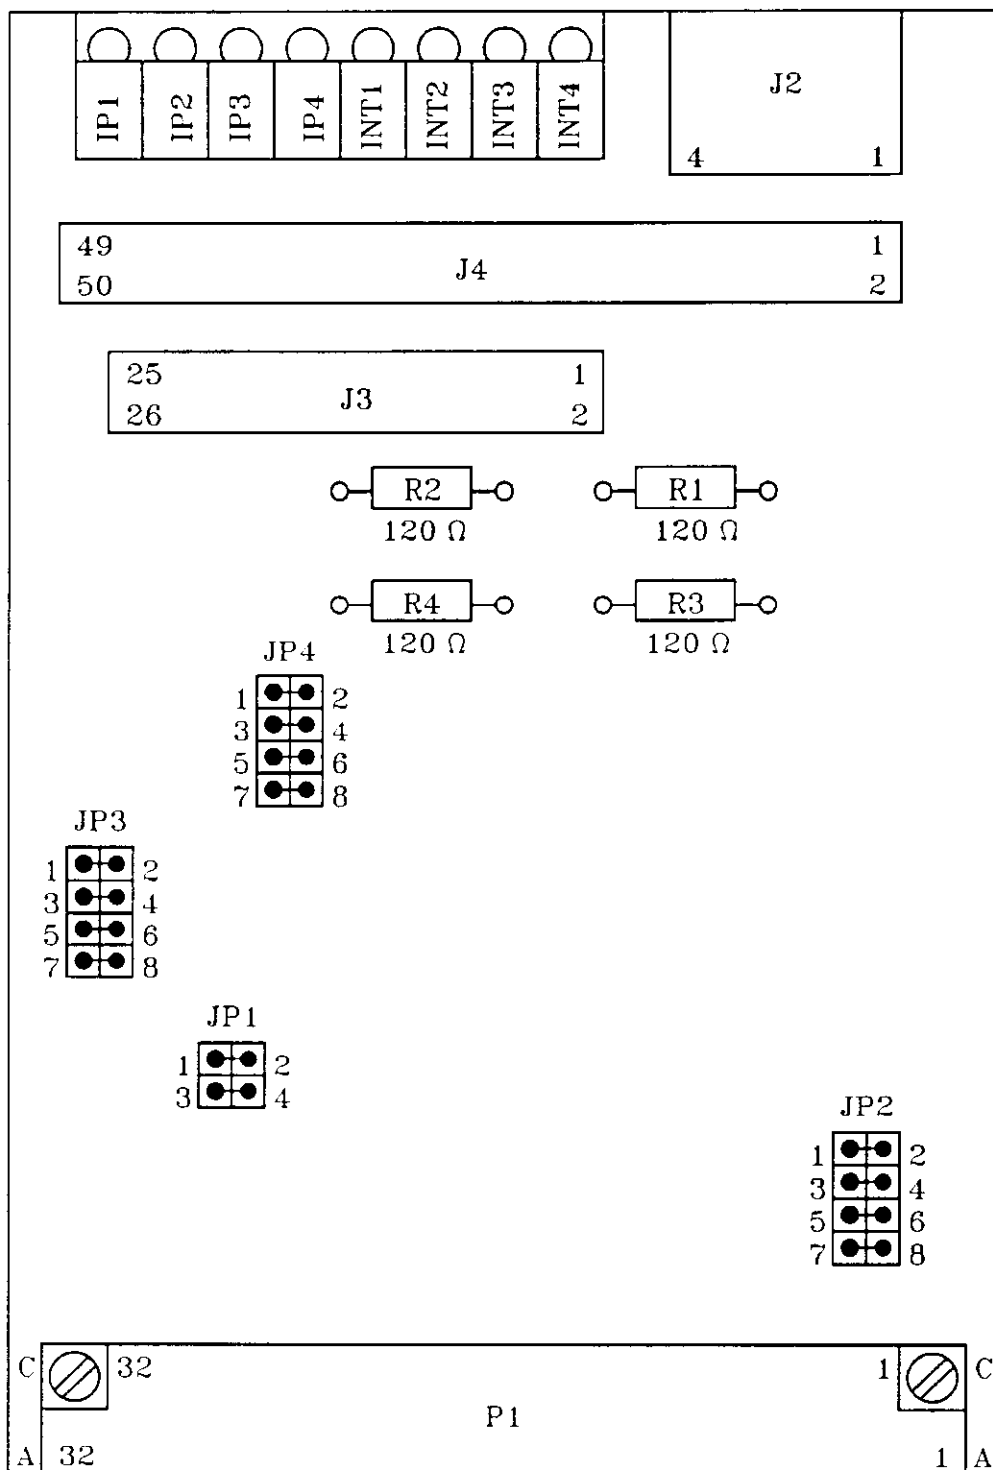 IP1 IP2 IP3 IP4 INT1 INT2 INT3 INT4
J2
4 1
49 1
J4
50 2
25 1
J3
26 2
R2 R1
120 Ω 120 Ω
R4 R3
120 Ω 120 Ω
JP4
1 2
3 4
5 6
7 8
JP3
1 2
3 4
5 6
7 8
JP1
1 2
3 4
JP2
1 2
3 4
5 6
7 8
C 32 1 C
P1
A 32 1 A